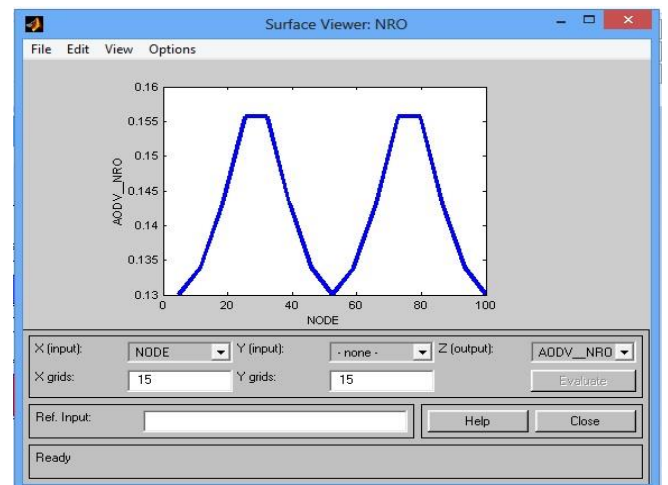 Surface Viewer: NRO
File Edit View Options
0.16
0.155
0.15
0.145
0.14
0.135
0.13
AODV__NRO
0 20 40 60 80 100
NODE
X (input): NODE Y (input): - none - Z (output): AODV__NRO
X grids: 15 Y grids: 15 Evaluate
Ref. Input: Help Close
Ready